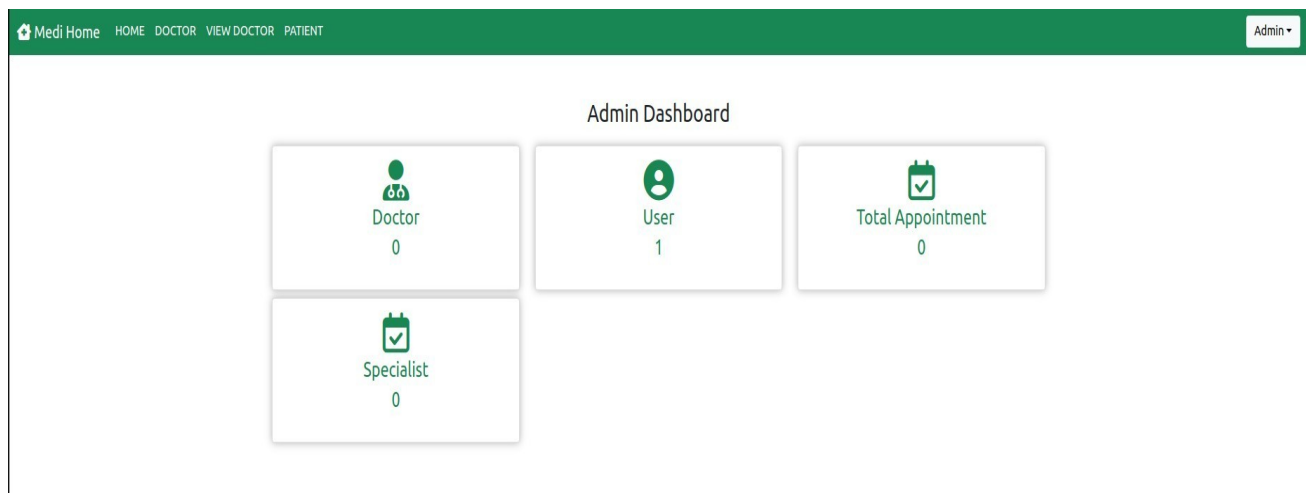 Medi Home HOME DOCTOR VIEW DOCTOR PATIENT Admin
Admin Dashboard
Doctor
0
User
1
Total Appointment
0
Specialist
0